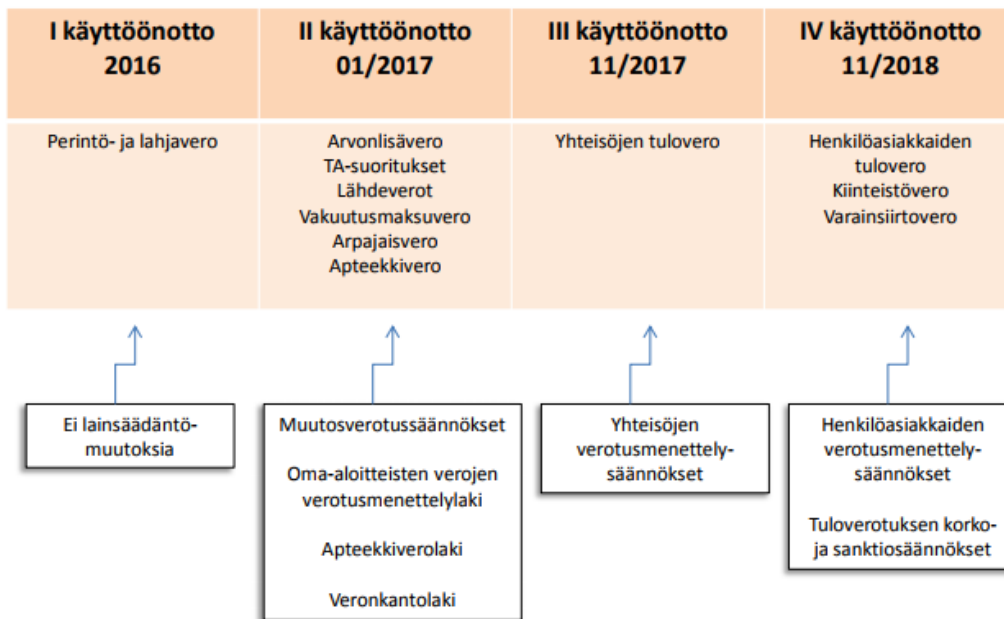 I käyttöönotto
2016
II käyttöönotto
01/2017
III käyttöönotto
11/2017
IV käyttöönotto
11/2018
Perintö- ja lahjavero
Arvonlisävero
TA-suoritukset
Lähdeverot
Vakuutusmaksuvero
Arpajaisvero
Apteekkivero
Yhteisöjen tulovero
Henkilöasiakkaiden
tulovero
Kiinteistövero
Varainsiirtovero
Ei lainsäädäntö-
muutoksia
Muutosverotussäännökset
Oma-aloitteisten verojen
verotusmenettelylaki
Apteekkiverolaki
Veronkantolaki
Yhteisöjen
verotusmenettely-
säännökset
Henkilöasiakkaiden
verotusmenettely-
säännökset
Tuloverotuksen korko-
ja sanktiosäännökset